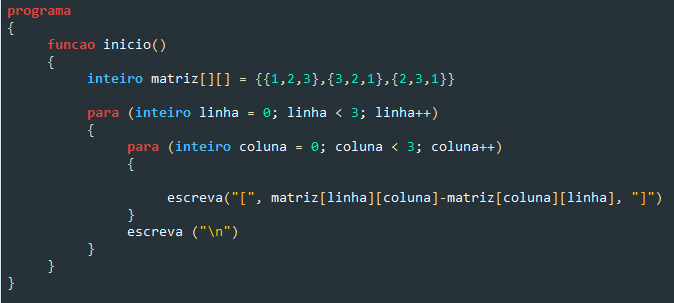 programa
{
funcao inicio()
{
inteiro matriz[][] = {{1,2,3},{3,2,1},{2,3,1}}
para (inteiro linha = 0; linha < 3; linha++)
{
para (inteiro coluna = 0; coluna < 3; coluna++)
{
escreva("[", matriz[linha][coluna]-matriz[coluna][linha], "]")
}
escreva ("\n")
}
}
}